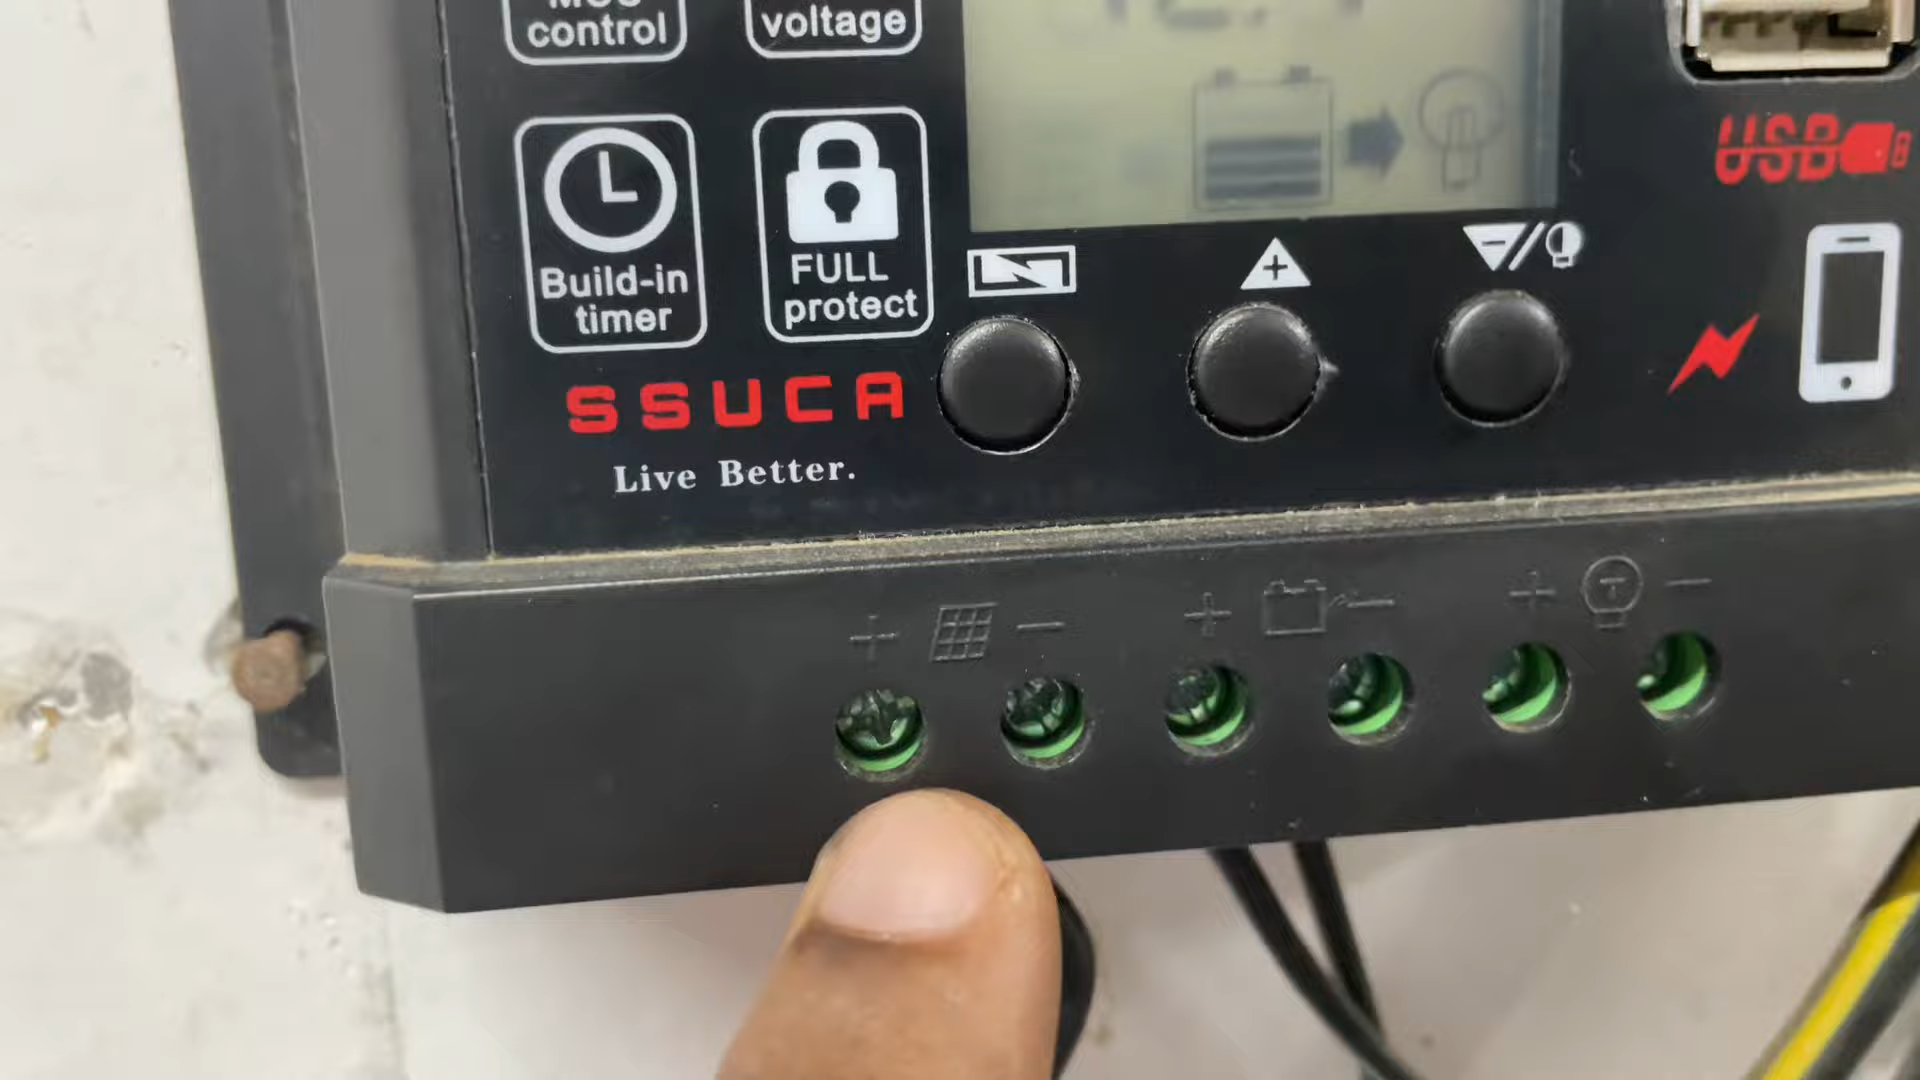 control
voltage
Build-in
timer
FULL
protect
USB
SSUCA
Live Better.